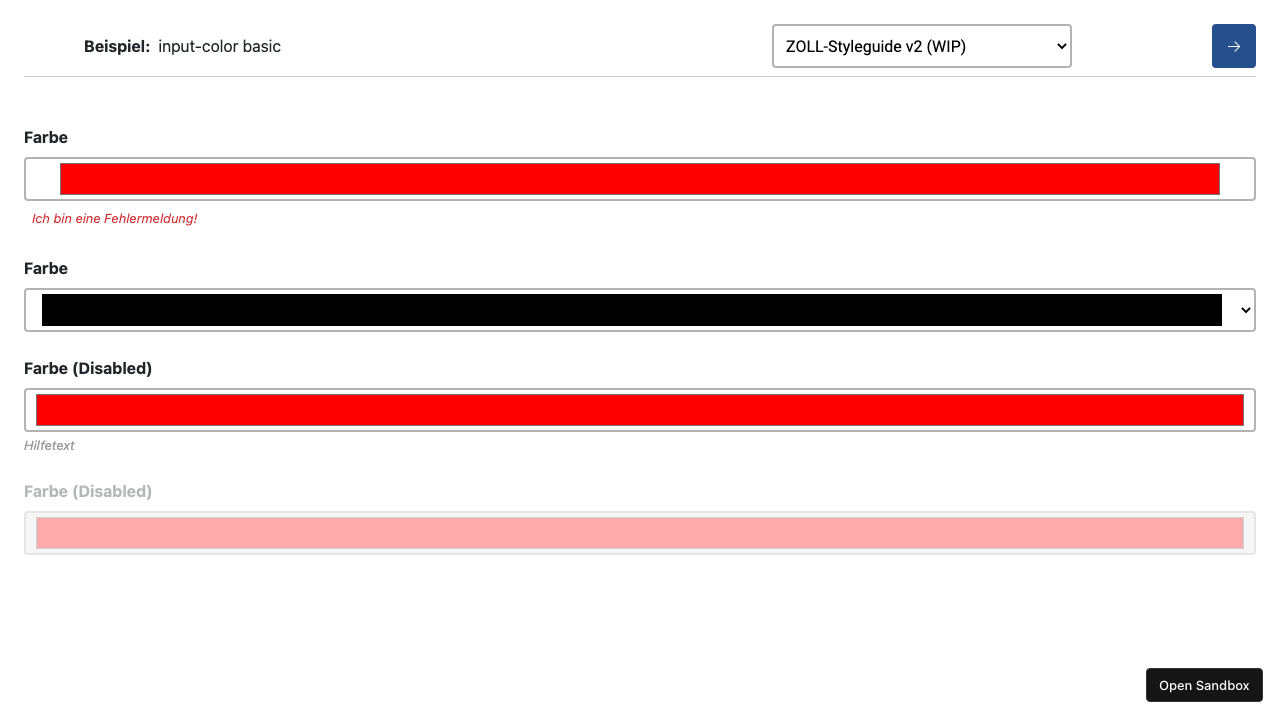 Beispiel: input-color basic
ZOLL-Styleguide v2 (WIP)
Farbe
Ich bin eine Fehlermeldung!
Farbe
Farbe (Disabled)
Hilfetext
Farbe (Disabled)
Open Sandbox